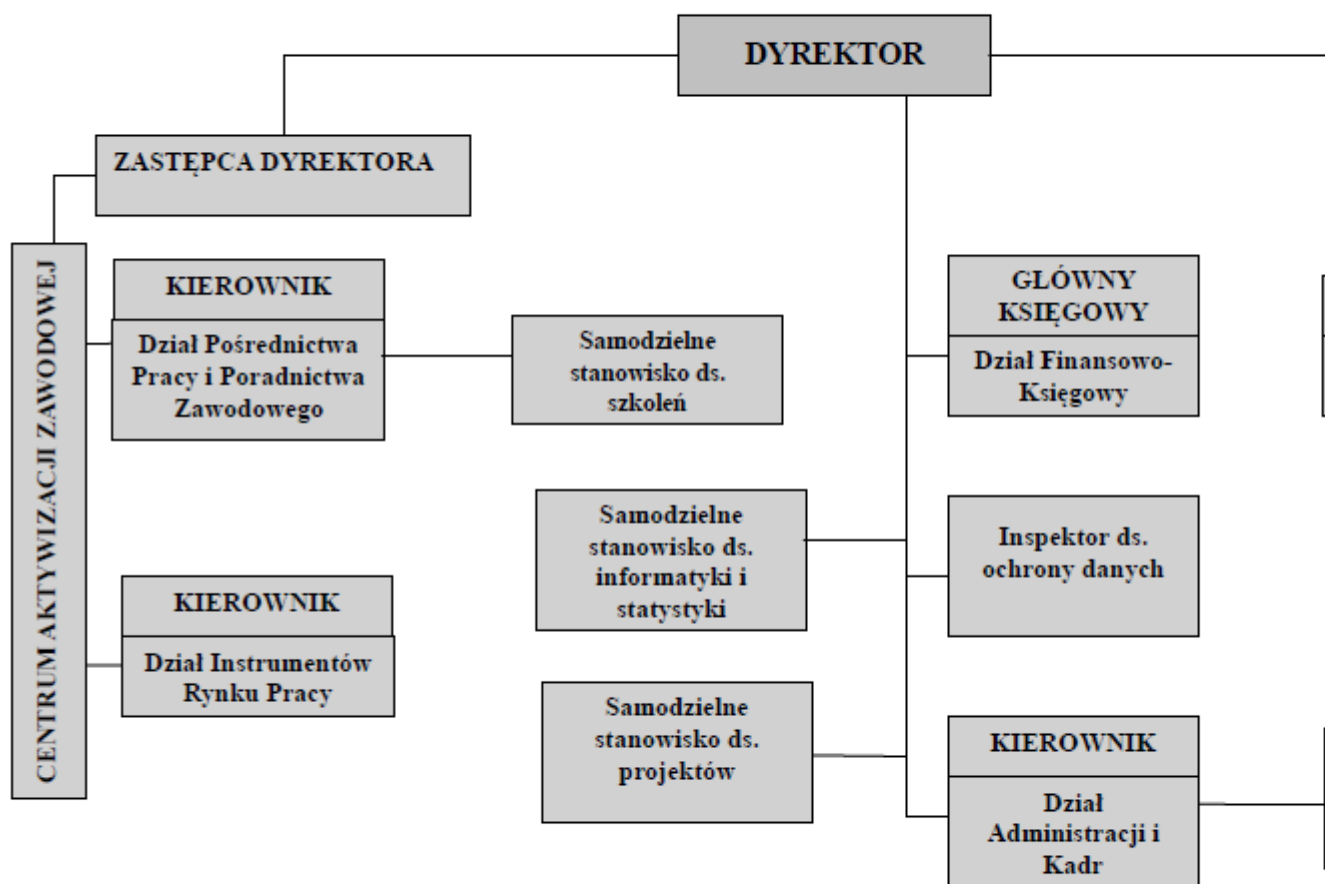 DYREKTOR
ZASTĘPCA DYREKTORA
CENTRUM AKTYWIZACJI ZAWODOWEJ
KIEROWNIK
Dział Pośrednictwa
Pracy i Poradnictwa
Zawodowego
Samodzielne
stanowisko ds.
szkoleń
GŁÓWNY
KSIĘGOWY
Dział Finansowo-
Księgowy
Samodzielne
stanowisko ds.
informatyki i
statystyki
Inspektor ds.
ochrony danych
KIEROWNIK
Dział Instrumentów
Rynku Pracy
Samodzielne
stanowisko ds.
projektów
KIEROWNIK
Dział
Administracji i
Kadr